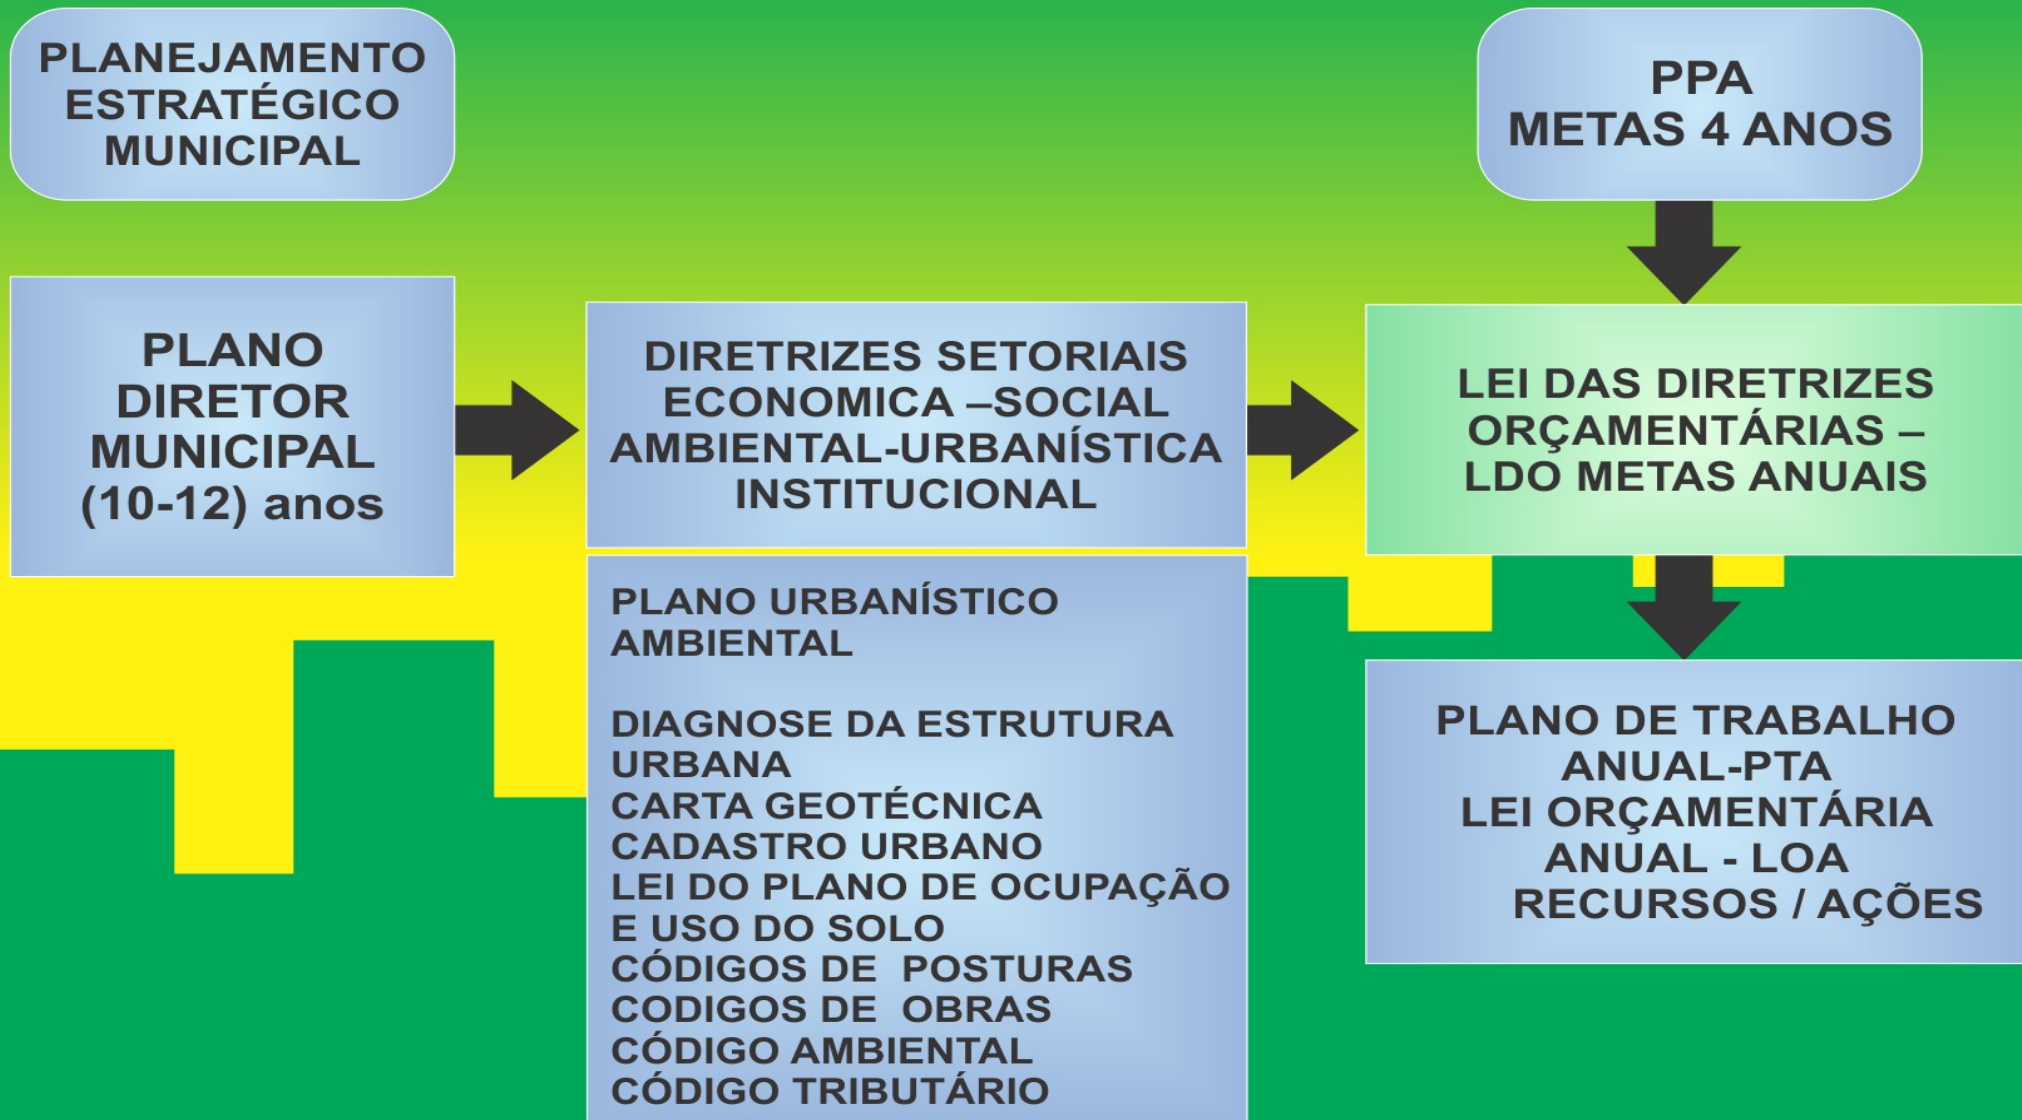 PLANEJAMENTO
ESTRATÉGICO
MUNICIPAL
PPA
METAS 4 ANOS
PLANO
DIRETOR
MUNICIPAL
(10-12) anos
DIRETRIZES SETORIAIS
ECONOMICA –SOCIAL
AMBIENTAL-URBANÍSTICA
INSTITUCIONAL
LEI DAS DIRETRIZES
ORÇAMENTÁRIAS –
LDO METAS ANUAIS
PLANO URBANÍSTICO
AMBIENTAL
DIAGNOSE DA ESTRUTURA
URBANA
CARTA GEOTÉCNICA
CADASTRO URBANO
LEI DO PLANO DE OCUPAÇÃO
E USO DO SOLO
CÓDIGOS DE  POSTURAS
CODIGOS DE  OBRAS
CÓDIGO AMBIENTAL
CÓDIGO TRIBUTÁRIO
PLANO DE TRABALHO
ANUAL-PTA
LEI ORÇAMENTÁRIA
ANUAL - LOA
RECURSOS / AÇÕES